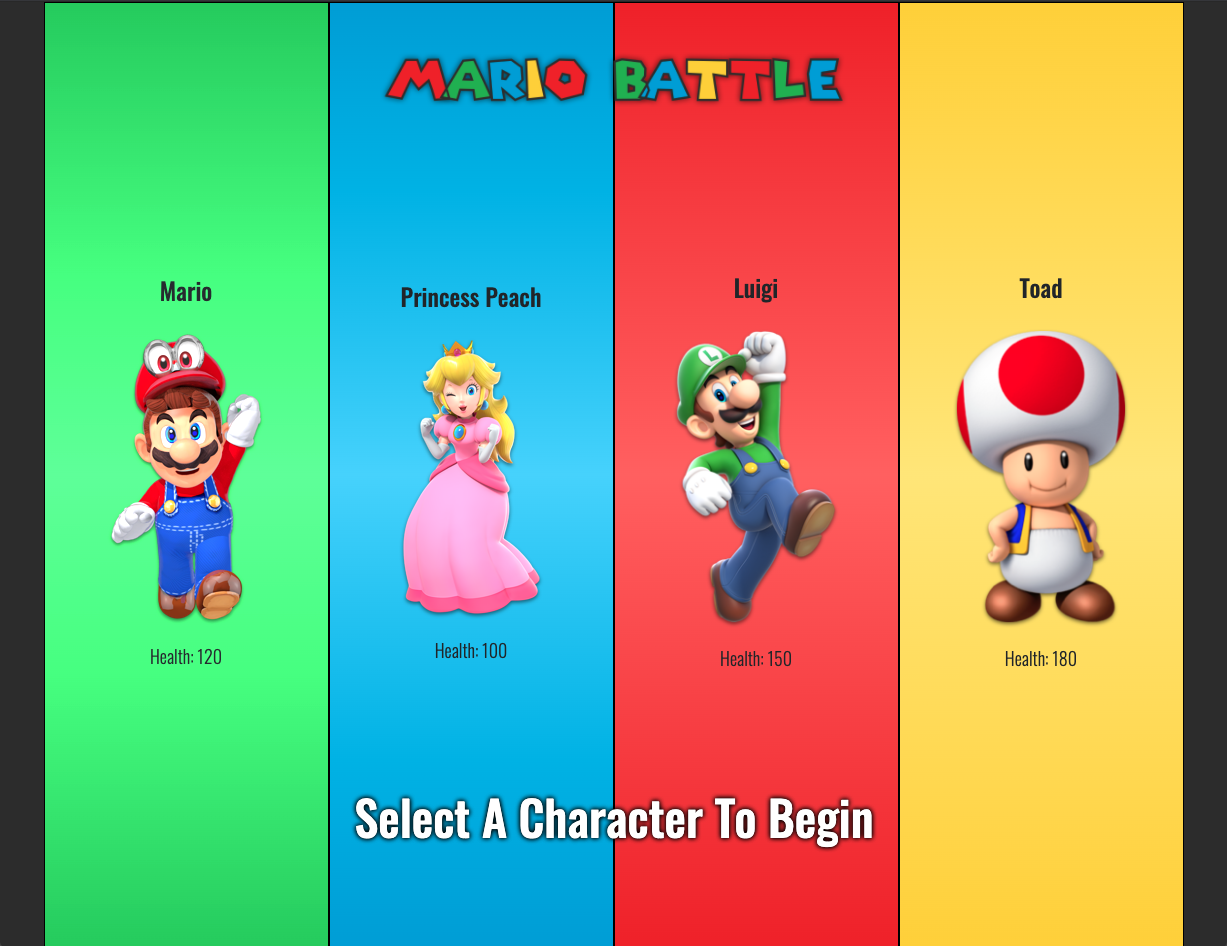 MARIO BATTLE
Mario
Princess Peach
Luigi
Toad
L
Health: 120
Health: 100
Health: 150
Health: 180
Select A Character To Begin